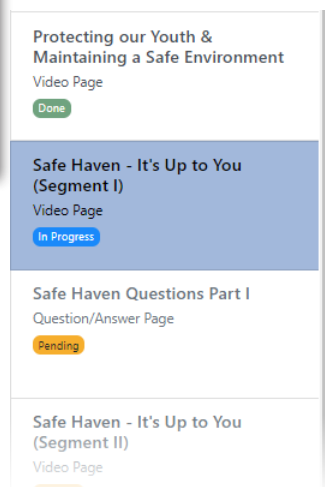 Protecting our Youth &
Maintaining a Safe Environment
Video Page
Done
Safe Haven - It's Up to You
(Segment I)
Video Page
In Progress
Safe Haven Questions Part I
Question/Answer Page
Pending
Safe Haven - It's Up to You
(Segment II)
Video Page